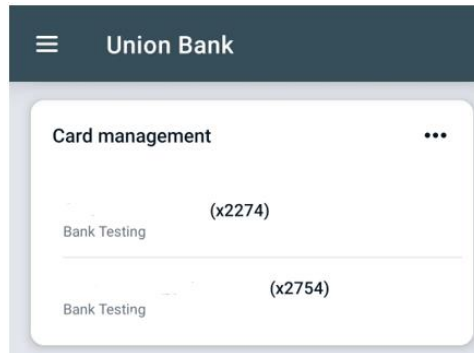 Union Bank
Card management
(x2274)
Bank Testing
(x2754)
Bank Testing